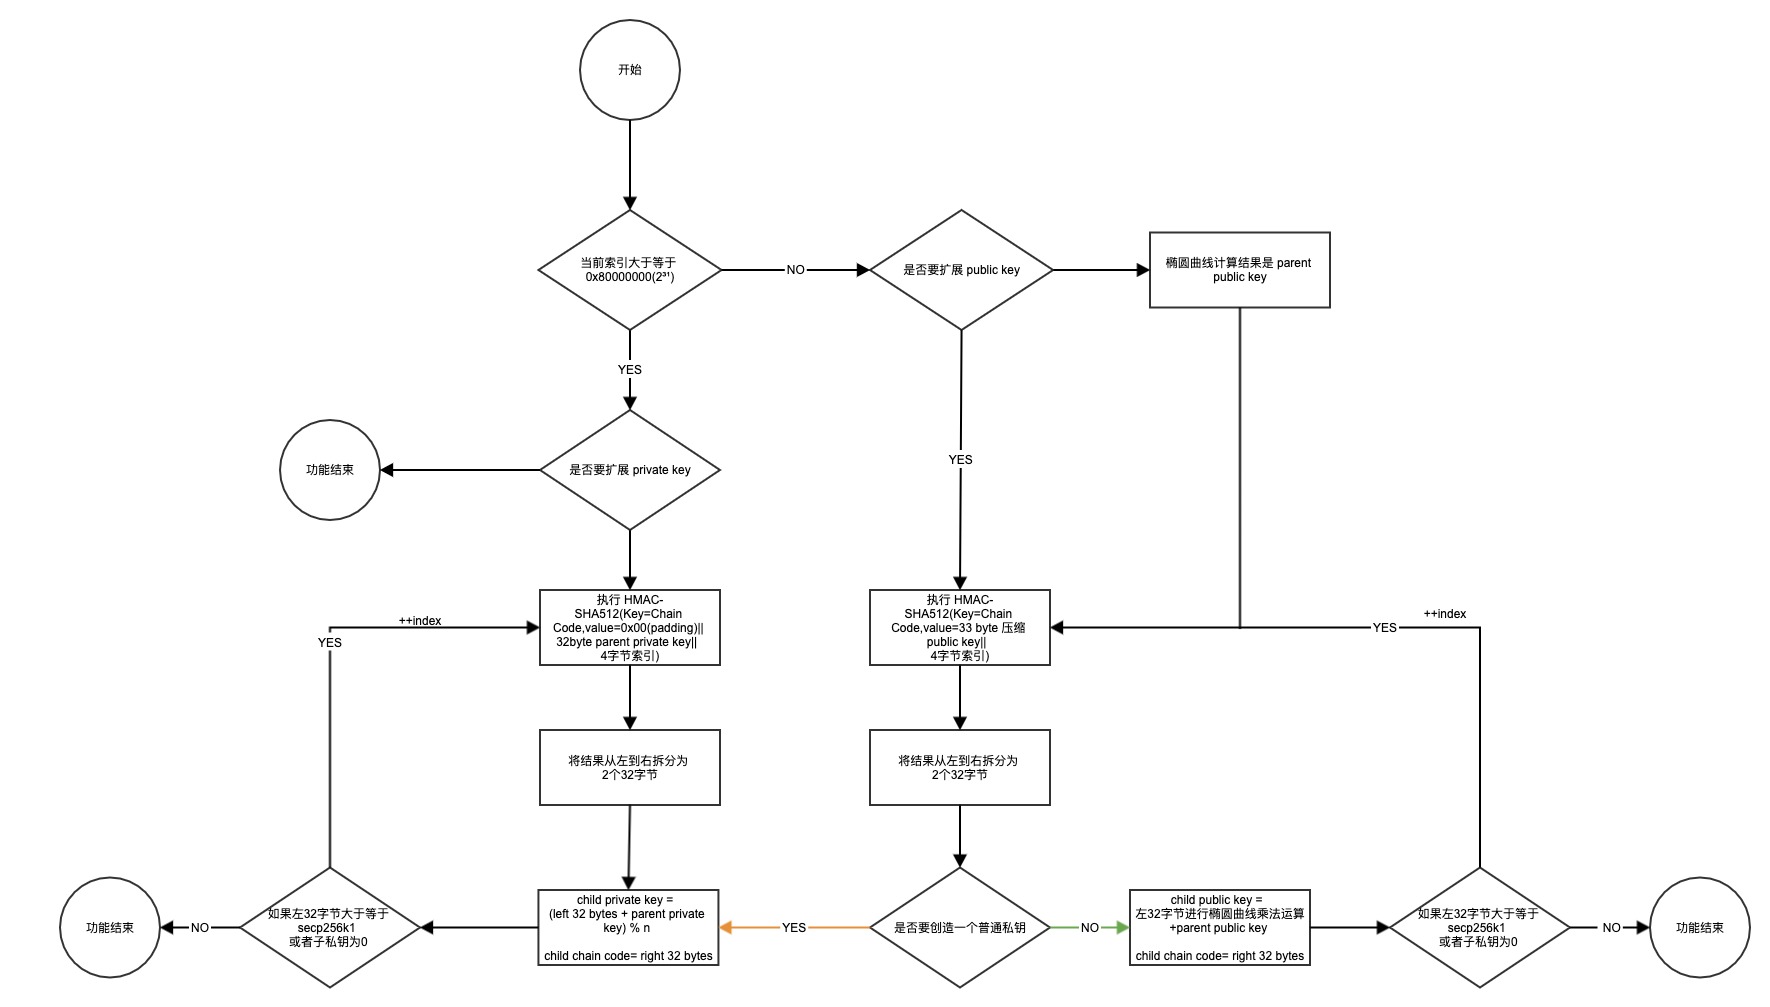 开始
当前索引大于等于
0x80000000(2³¹)
NO
是否要扩展 public key
椭圆曲线计算结果是 parent
public key
YES
功能结束
是否要扩展 private key
YES
++index
YES
执行 HMAC-
SHA512(Key=Chain
Code,value=0x00(padding)||
32byte parent private key||
4字节索引)
执行 HMAC-
SHA512(Key=Chain
Code,value=33 byte 压缩
public key||
4字节索引)
YES
++index
将结果从左到右拆分为
2个32字节
将结果从左到右拆分为
2个32字节
功能结束
NO
如果左32字节大于等于
secp256k1
或者子私钥为0
child private key =
(left 32 bytes + parent private
key) % n
child chain code= right 32 bytes
YES
是否要创造一个普通私钥
NO
child public key =
左32字节进行椭圆曲线乘法运算
+parent public key
child chain code= right 32 bytes
如果左32字节大于等于
secp256k1
或者子私钥为0
NO
功能结束